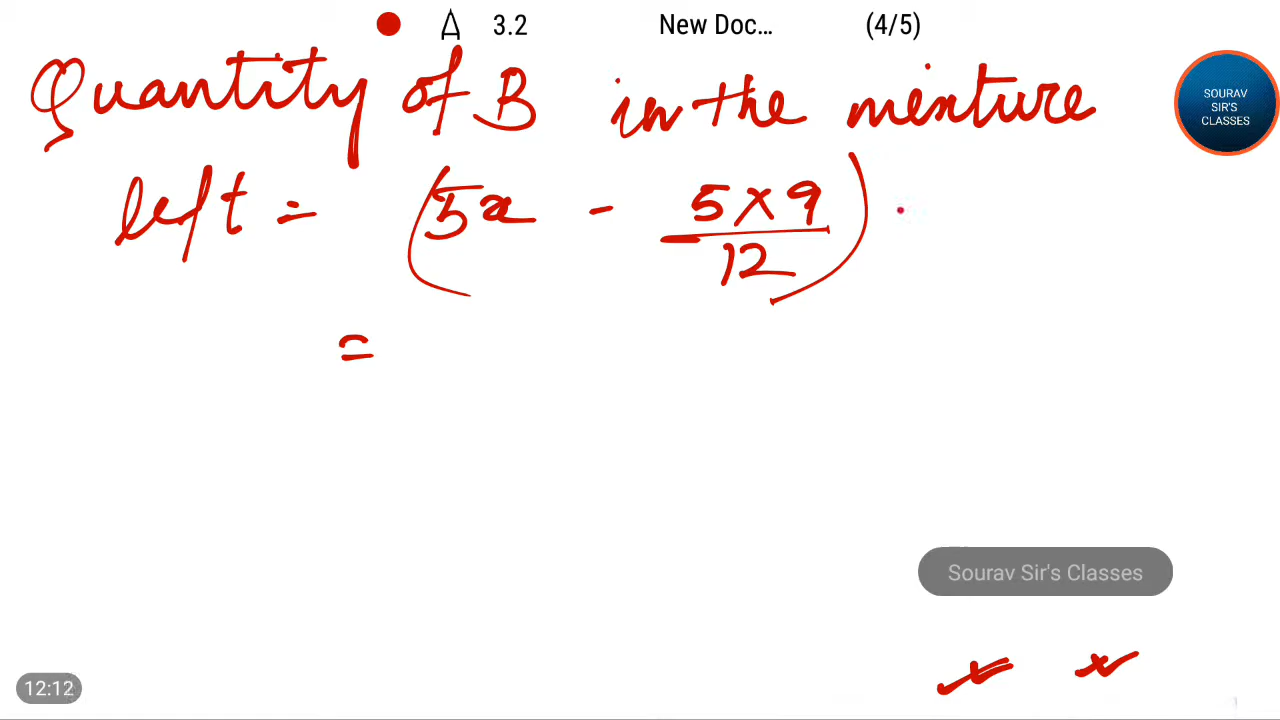 3.2 New Doc... (4/5)
SOURAV
SIR'S
CLASSES
Quantity of B in the mixture
left = (5x - 5×9/12)
=
Sourav Sir's Classes
12:12